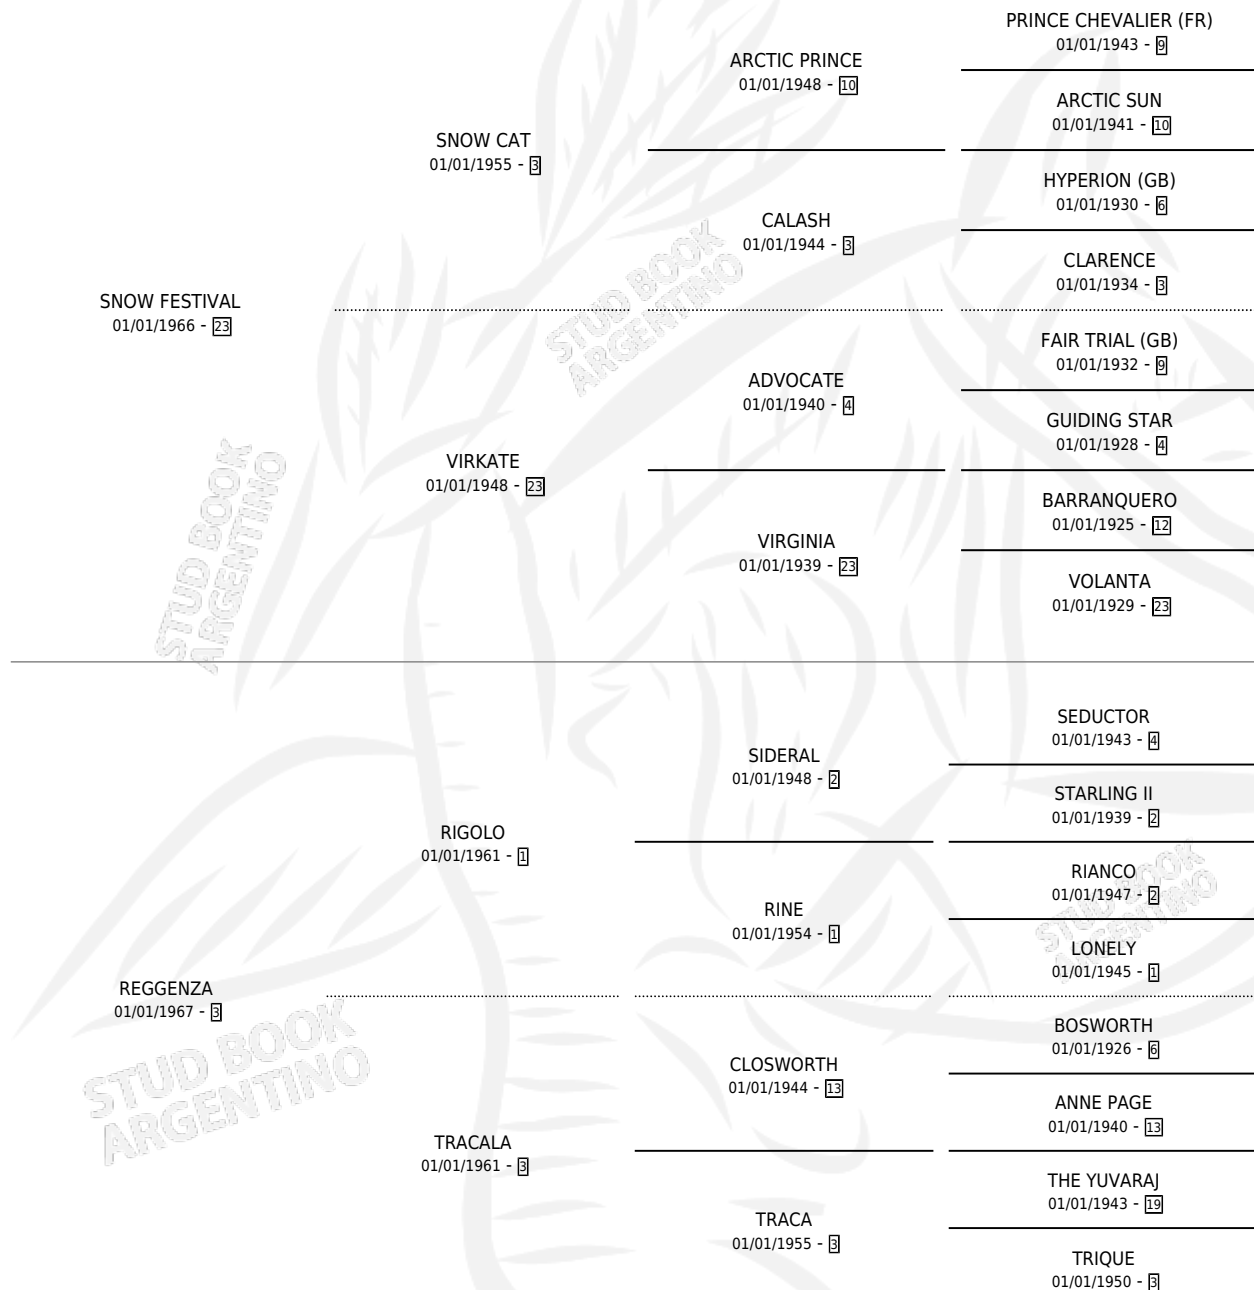 PRINCE CHEVALIER (FR)
01/01/1943 - 9
ARCTIC PRINCE
01/01/1948 - 10
ARCTIC SUN
01/01/1941 - 10
SNOW CAT
01/01/1955 - 3
HYPERION (GB)
01/01/1930 - 6
CALASH
01/01/1944 - 3
CLARENCE
01/01/1934 - 3
SNOW FESTIVAL
01/01/1966 - 23
FAIR TRIAL (GB)
01/01/1932 - 9
ADVOCATE
01/01/1940 - 4
GUIDING STAR
01/01/1928 - 4
VIRKATE
01/01/1948 - 23
BARRANQUERO
01/01/1925 - 12
VIRGINIA
01/01/1939 - 23
VOLANTA
01/01/1929 - 23
SEDUCTOR
01/01/1943 - 4
SIDERAL
01/01/1948 - 2
STARLING II
01/01/1939 - 2
RIGOLO
01/01/1961 - 1
RIANCO
01/01/1947 - 2
RINE
01/01/1954 - 1
LONELY
01/01/1945 - 1
REGGENZA
01/01/1967 - 3
BOSWORTH
01/01/1926 - 6
CLOSWORTH
01/01/1944 - 13
ANNE PAGE
01/01/1940 - 13
TRACALA
01/01/1961 - 3
THE YUVARAJ
01/01/1943 - 19
TRACA
01/01/1955 - 3
TRIQUE
01/01/1950 - 3
STUD BOOK
ARGENTINO
STUD BOOK
ARGENTINO
STUD BOOK
ARGENTINO
STUD BOOK
ARGENTINO